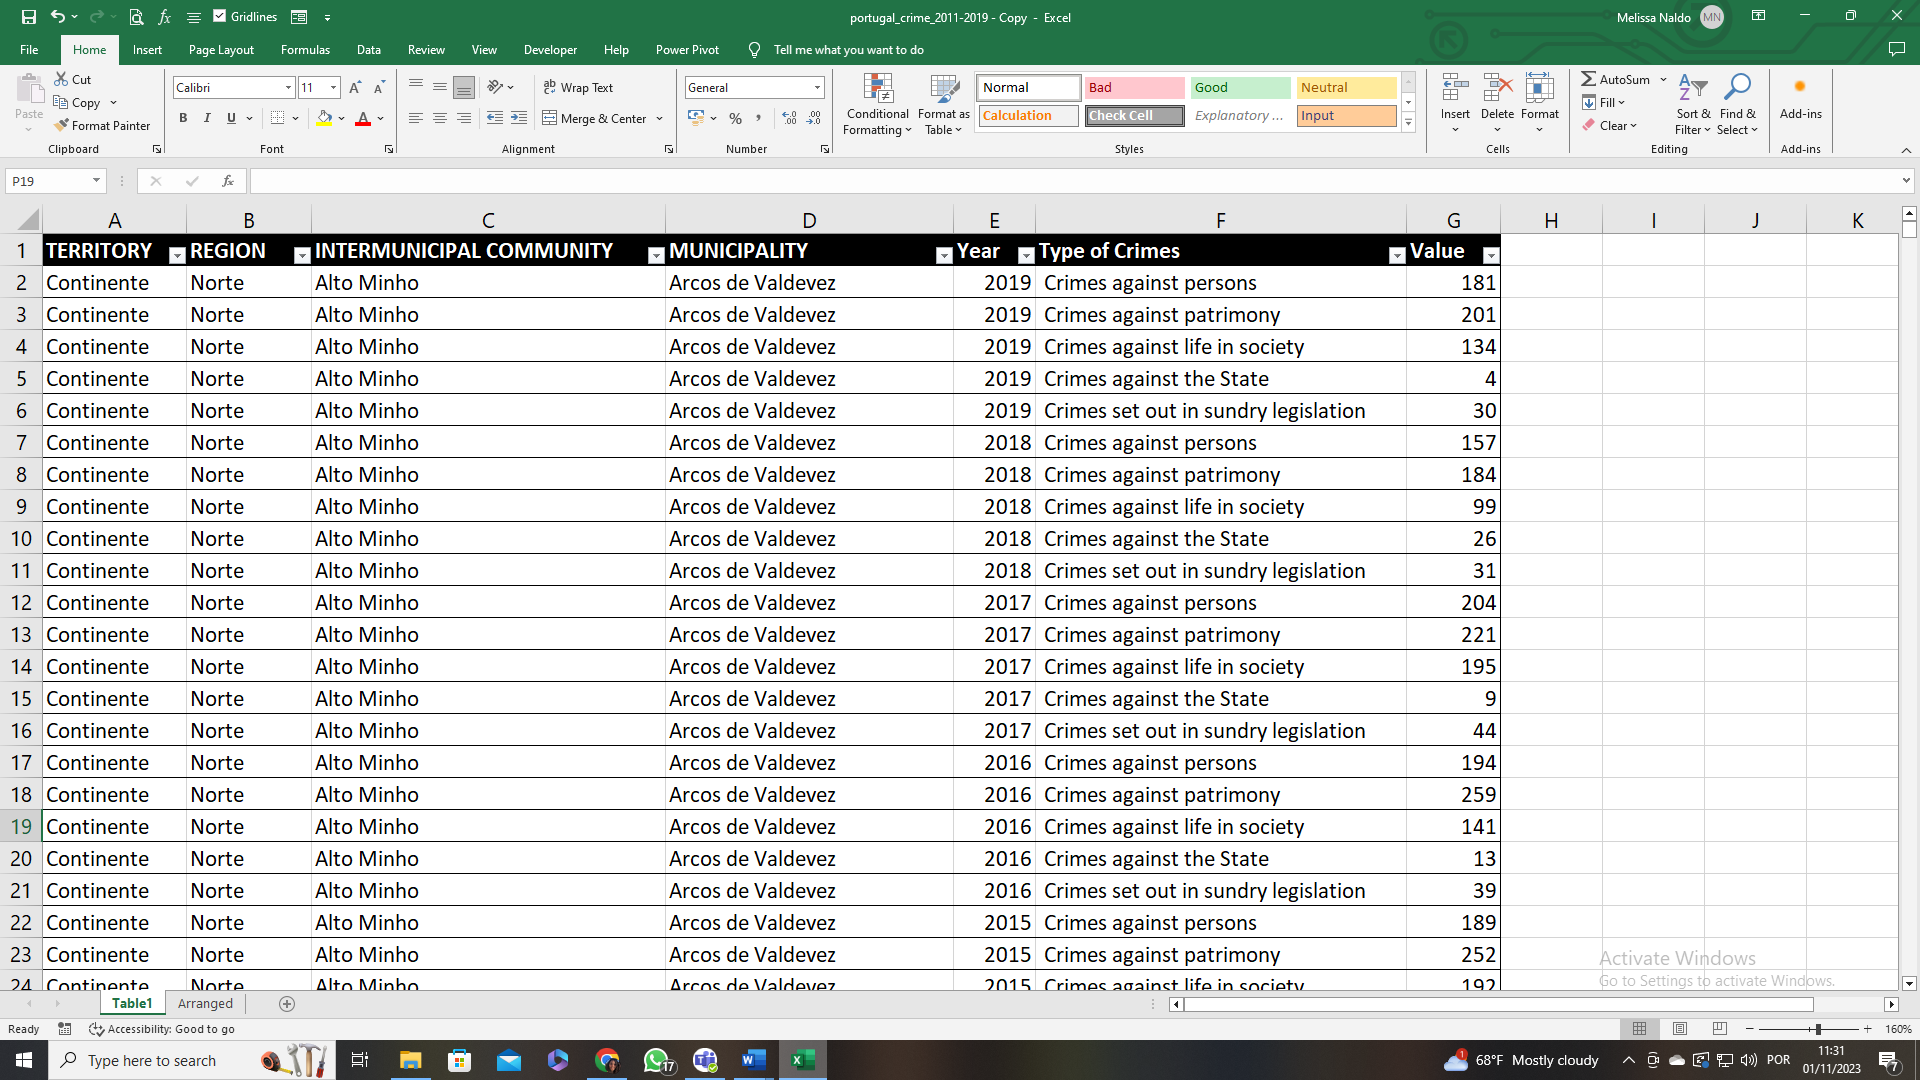 Gridlines
portugal_crime_2011-2019 - Copy - Excel
Melissa Naldo MN
File Home Insert Page Layout Formulas Data Review View Developer Help Power Pivot Tell me what you want to do
Cut
Copy
Format Painter
Paste
Clipboard
Calibri 11
B I U
Font
Wrap Text
Merge & Center
Alignment
General
Number
Conditional Formatting
Format as Table
Normal Bad Good Neutral
Calculation Check Cell Explanatory ... Input
Styles
Insert Delete Format
Cells
AutoSum
Fill
Clear
Sort & Filter
Find & Select
Editing
Add-ins
Add-ins
P19
fx
A B C D E F G H I J K
1 TERRITORY REGION INTERMUNICIPAL COMMUNITY MUNICIPALITY Year Type of Crimes Value
2 Continente Norte Alto Minho Arcos de Valdevez 2019 Crimes against persons 181
3 Continente Norte Alto Minho Arcos de Valdevez 2019 Crimes against patrimony 201
4 Continente Norte Alto Minho Arcos de Valdevez 2019 Crimes against life in society 134
5 Continente Norte Alto Minho Arcos de Valdevez 2019 Crimes against the State 4
6 Continente Norte Alto Minho Arcos de Valdevez 2019 Crimes set out in sundry legislation 30
7 Continente Norte Alto Minho Arcos de Valdevez 2018 Crimes against persons 157
8 Continente Norte Alto Minho Arcos de Valdevez 2018 Crimes against patrimony 184
9 Continente Norte Alto Minho Arcos de Valdevez 2018 Crimes against life in society 99
10 Continente Norte Alto Minho Arcos de Valdevez 2018 Crimes against the State 26
11 Continente Norte Alto Minho Arcos de Valdevez 2018 Crimes set out in sundry legislation 31
12 Continente Norte Alto Minho Arcos de Valdevez 2017 Crimes against persons 204
13 Continente Norte Alto Minho Arcos de Valdevez 2017 Crimes against patrimony 221
14 Continente Norte Alto Minho Arcos de Valdevez 2017 Crimes against life in society 195
15 Continente Norte Alto Minho Arcos de Valdevez 2017 Crimes against the State 9
16 Continente Norte Alto Minho Arcos de Valdevez 2017 Crimes set out in sundry legislation 44
17 Continente Norte Alto Minho Arcos de Valdevez 2016 Crimes against persons 194
18 Continente Norte Alto Minho Arcos de Valdevez 2016 Crimes against patrimony 259
19 Continente Norte Alto Minho Arcos de Valdevez 2016 Crimes against life in society 141
20 Continente Norte Alto Minho Arcos de Valdevez 2016 Crimes against the State 13
21 Continente Norte Alto Minho Arcos de Valdevez 2016 Crimes set out in sundry legislation 39
22 Continente Norte Alto Minho Arcos de Valdevez 2015 Crimes against persons 189
23 Continente Norte Alto Minho Arcos de Valdevez 2015 Crimes against patrimony 252
24 Continente Norte Alto Minho Arcos de Valdevez 2015 Crimes against life in society 192
Activate Windows
Go to Settings to activate Windows.
Table1 Arranged
Ready Accessibility: Good to go
160%
Type here to search
17
1 68°F Mostly cloudy
POR
11:31
01/11/2023
7